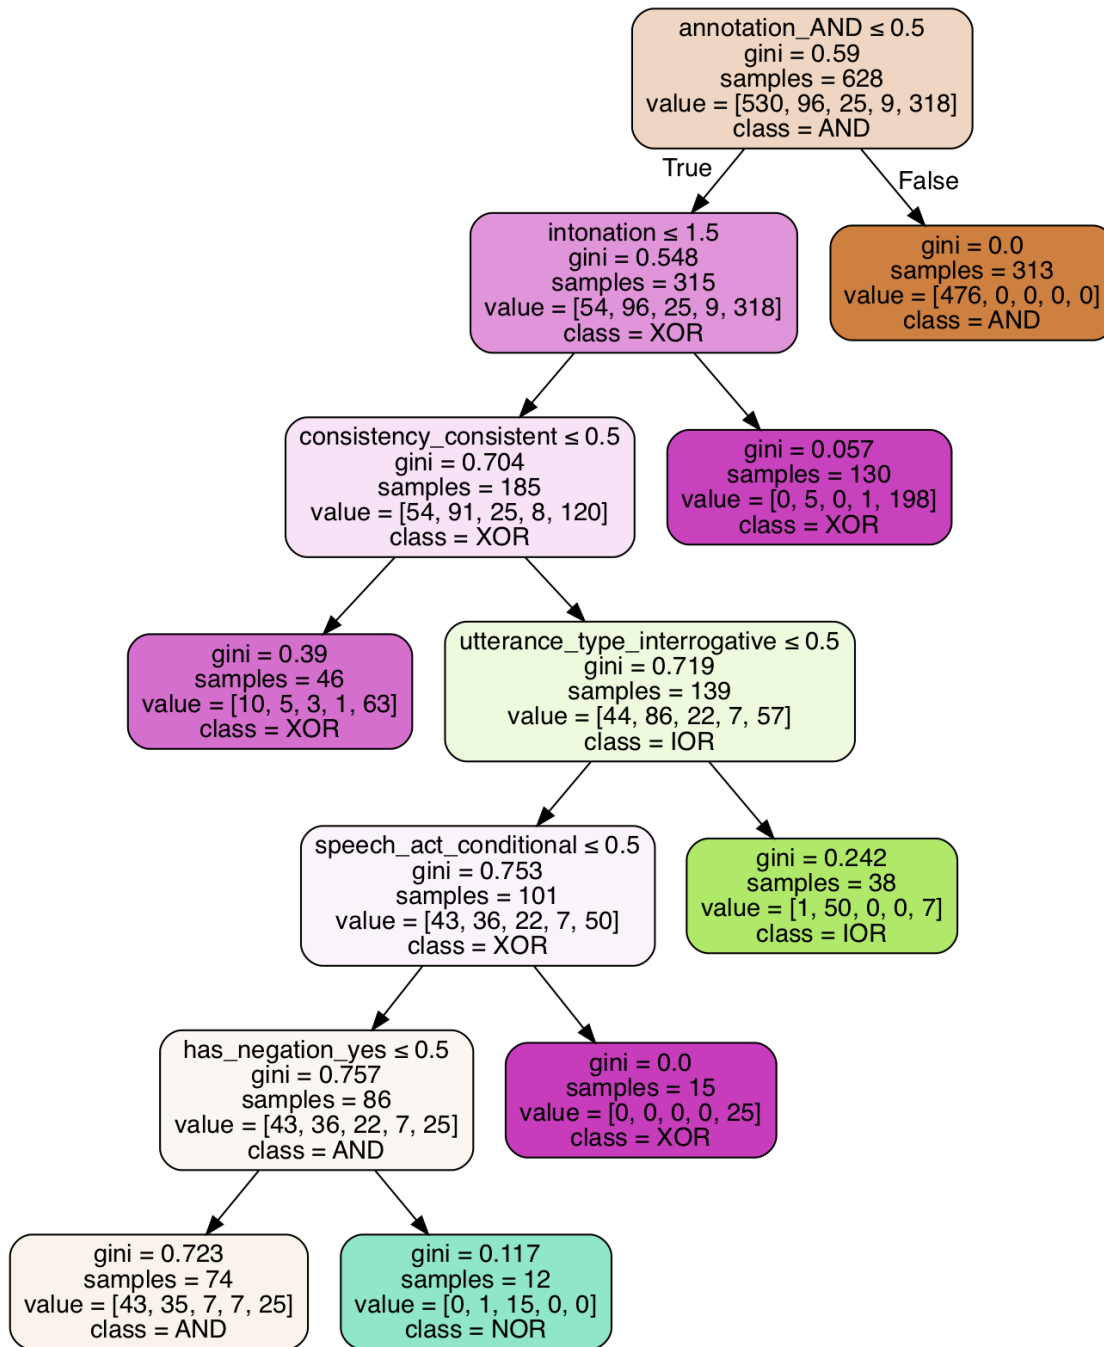 annotation_AND ≤ 0.5
gini = 0.59
samples = 628
value = [530, 96, 25, 9, 318]
class = AND
True
False
intonation ≤ 1.5
gini = 0.548
samples = 315
value = [54, 96, 25, 9, 318]
class = XOR
gini = 0.0
samples = 313
value = [476, 0, 0, 0, 0]
class = AND
consistency_consistent ≤ 0.5
gini = 0.704
samples = 185
value = [54, 91, 25, 8, 120]
class = XOR
gini = 0.057
samples = 130
value = [0, 5, 0, 1, 198]
class = XOR
gini = 0.39
samples = 46
value = [10, 5, 3, 1, 63]
class = XOR
utterance_type_interrogative ≤ 0.5
gini = 0.719
samples = 139
value = [44, 86, 22, 7, 57]
class = IOR
speech_act_conditional ≤ 0.5
gini = 0.753
samples = 101
value = [43, 36, 22, 7, 50]
class = XOR
gini = 0.242
samples = 38
value = [1, 50, 0, 0, 7]
class = IOR
has_negation_yes ≤ 0.5
gini = 0.757
samples = 86
value = [43, 36, 22, 7, 25]
class = AND
gini = 0.0
samples = 15
value = [0, 0, 0, 0, 25]
class = XOR
gini = 0.723
samples = 74
value = [43, 35, 7, 7, 25]
class = AND
gini = 0.117
samples = 12
value = [0, 1, 15, 0, 0]
class = NOR